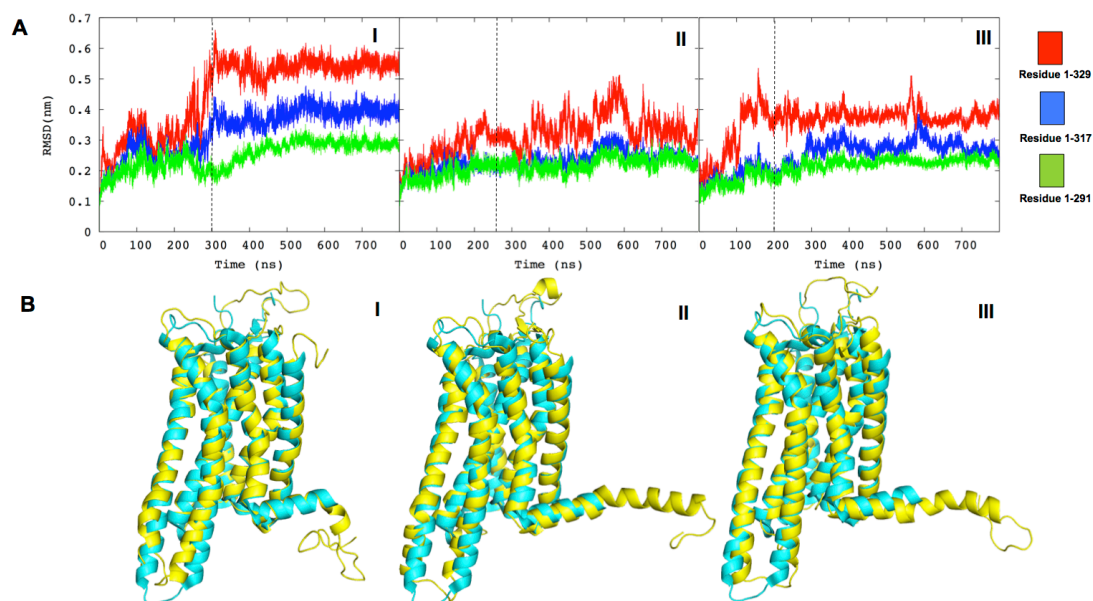 A
I
II
III
RMSD(nm)
0.7
0.6
0.5
0.4
0.3
0.2
0.1
0
0 100 200 300 400 500 600 700
0 100 200 300 400 500 600 700
0 100 200 300 400 500 600 700
Time (ns)
Time (ns)
Time (ns)
Residue 1-329
Residue 1-317
Residue 1-291
B
I
II
III